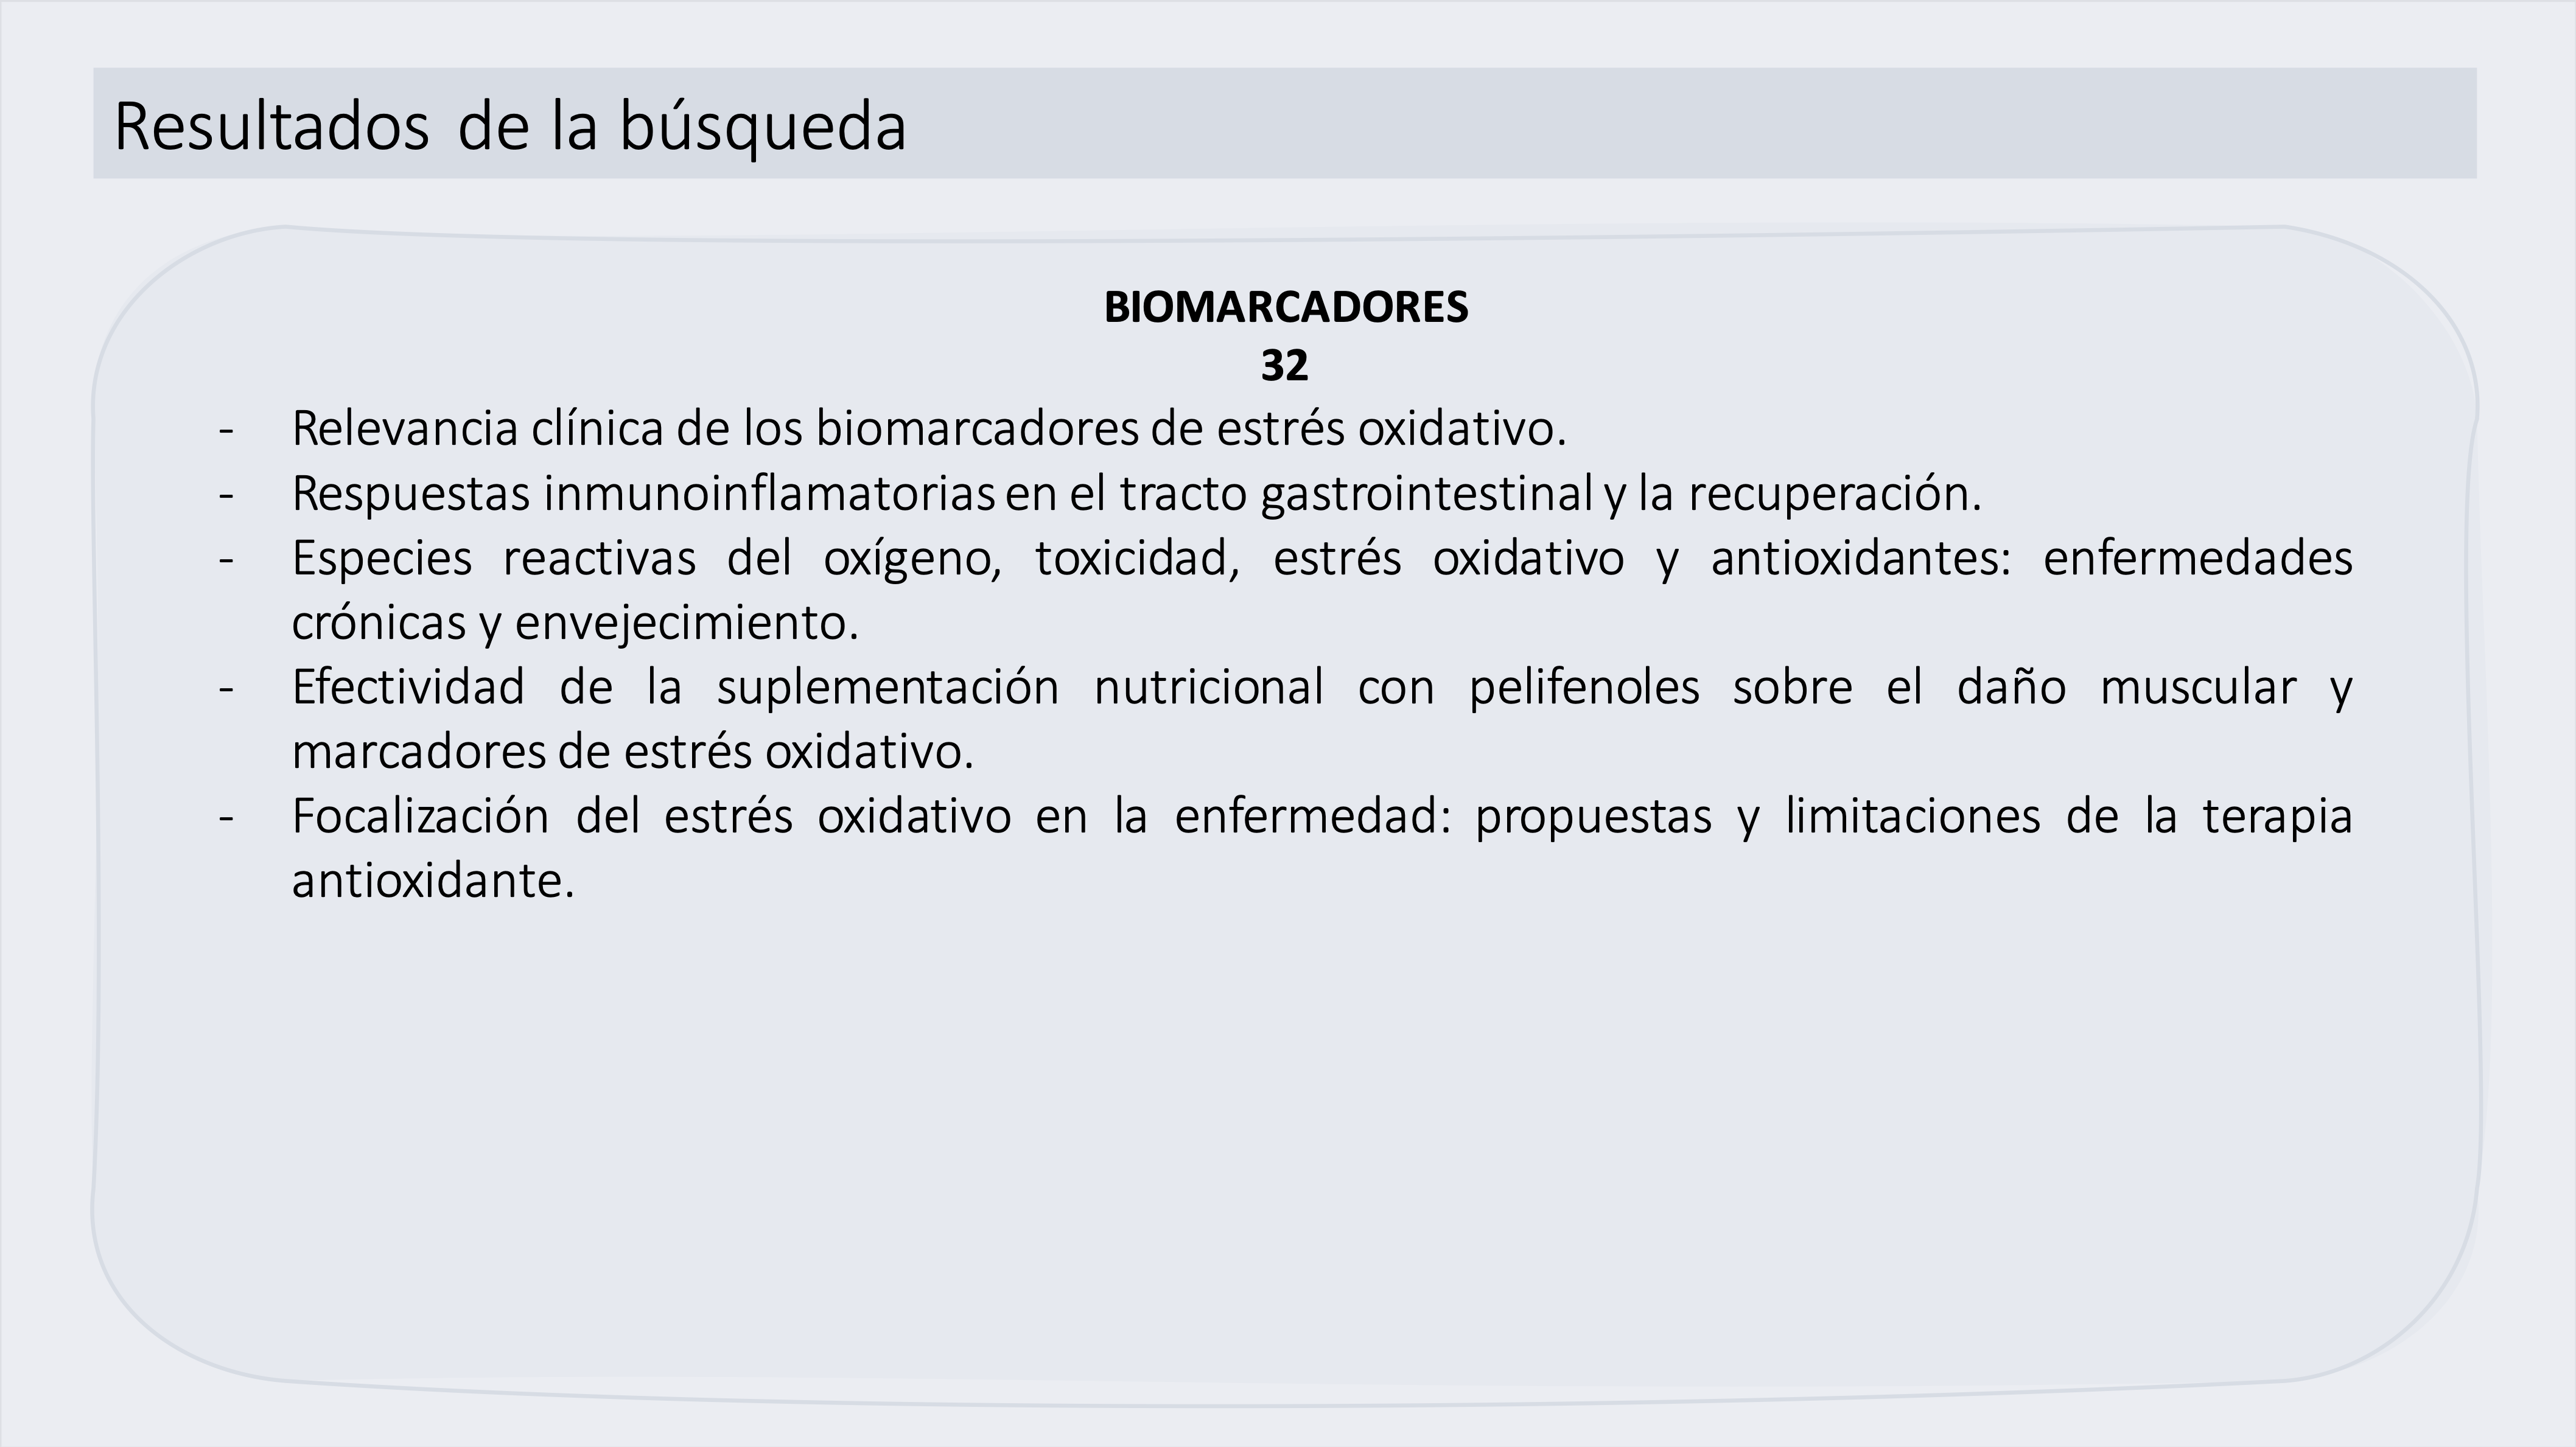 Resultados de la búsqueda
BIOMARCADORES
32
- Relevancia clínica de los biomarcadores de estrés oxidativo.
- Respuestas inmunoinflamatorias en el tracto gastrointestinal y la recuperación.
- Especies reactivas del oxígeno, toxicidad, estrés oxidativo y antioxidantes: enfermedades
crónicas y envejecimiento.
- Efectividad de la suplementación nutricional con pelifenoles sobre el daño muscular y
marcadores de estrés oxidativo.
- Focalización del estrés oxidativo en la enfermedad: propuestas y limitaciones de la terapia
antioxidante.